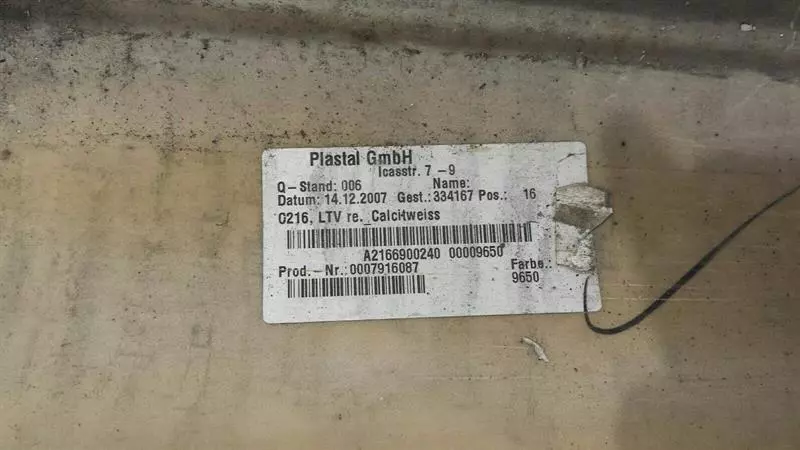 Plastal GmbH
Icasstr. 7-9
Q-Stand: 006 Name:
Datum: 14.12.2007 Gest.: 334167 Pos.: 16
C216, LTV re._Calcitweiss
A2166900240 00009650
Prod.-Nr.: 0007916087 Farbe.:
9650